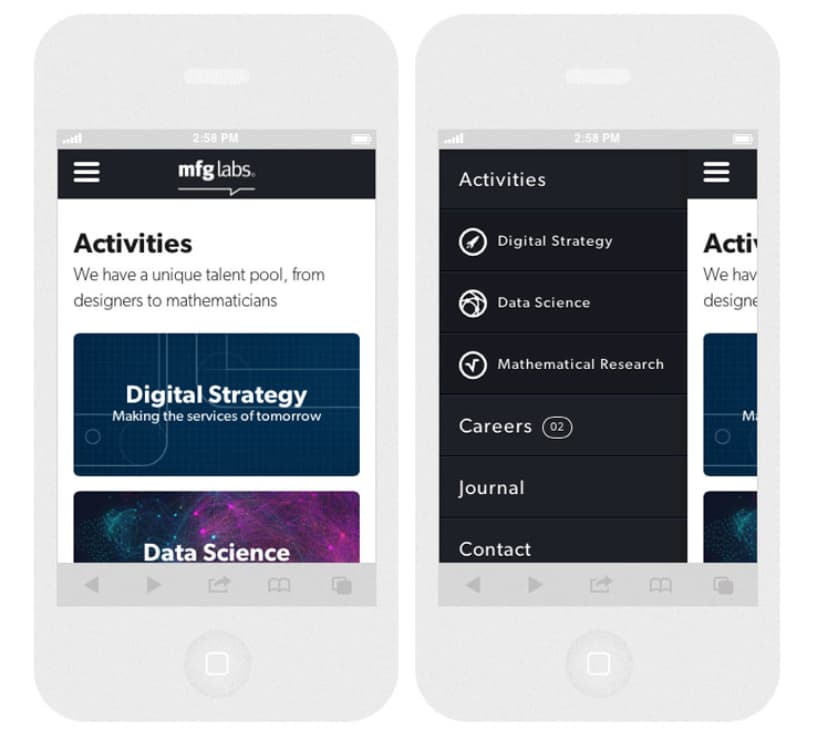 2:58 PM
mfg labs.
Activities
We have a unique talent pool, from
designers to mathematicians
Digital Strategy
Making the services of tomorrow
Data Science
2:58 PM
Activities
Digital Strategy
Data Science
Mathematical Research
Careers 02
Journal
Contact
Activ
We hav
designe
Ma